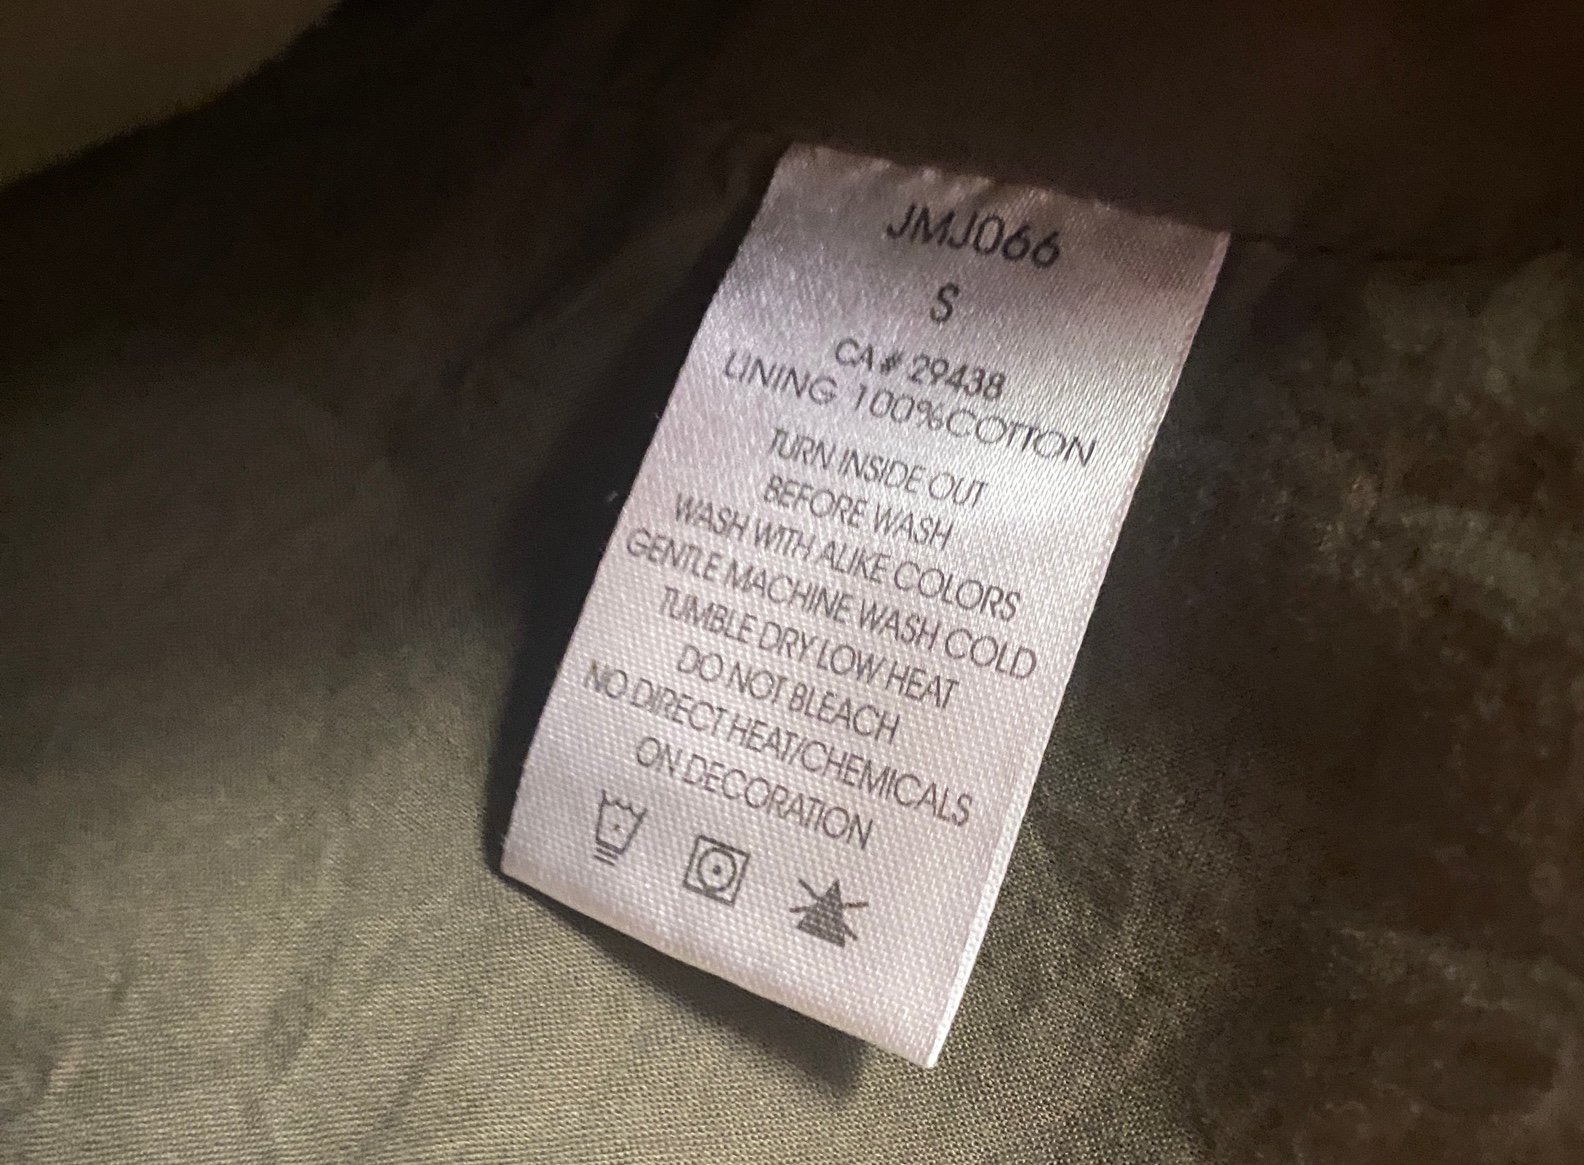 JMJ066
S
CA# 29438
LINING 100%COTTON
TURN INSIDE OUT
BEFORE WASH
WASH WITH ALIKE COLORS
GENTLE MACHINE WASH COLD
TUMBLE DRY LOW HEAT
DO NOT BLEACH
NO DIRECT HEAT/CHEMICALS
ON DECORATION